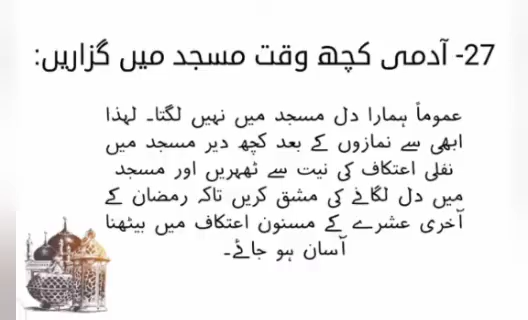 27- آدمی کچھ وقت مسجد میں گزاریں:
عموماً ہمارا دل مسجد میں نہیں لگتا۔ لہذا
ابھی سے نمازوں کے بعد کچھ دیر مسجد میں
نفلی اعتکاف کی نیت سے ٹھہریں اور مسجد
میں دل لگانے کی مشق کریں تاکہ رمضان کے
آخری عشرے کے مسنون اعتکاف میں بیٹھنا
آسان ہو جائے۔